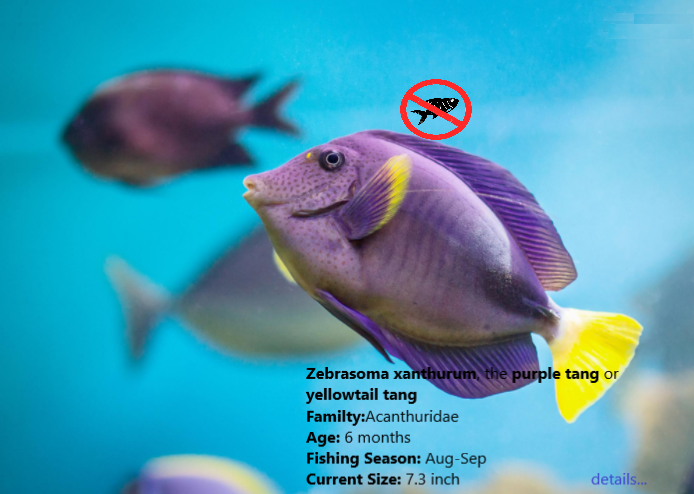 Zebrasoma xanthurum, the purple tang or
yellowtail tang
Familty:Acanthuridae
Age: 6 months
Fishing Season: Aug-Sep
Current Size: 7.3 inch
details...